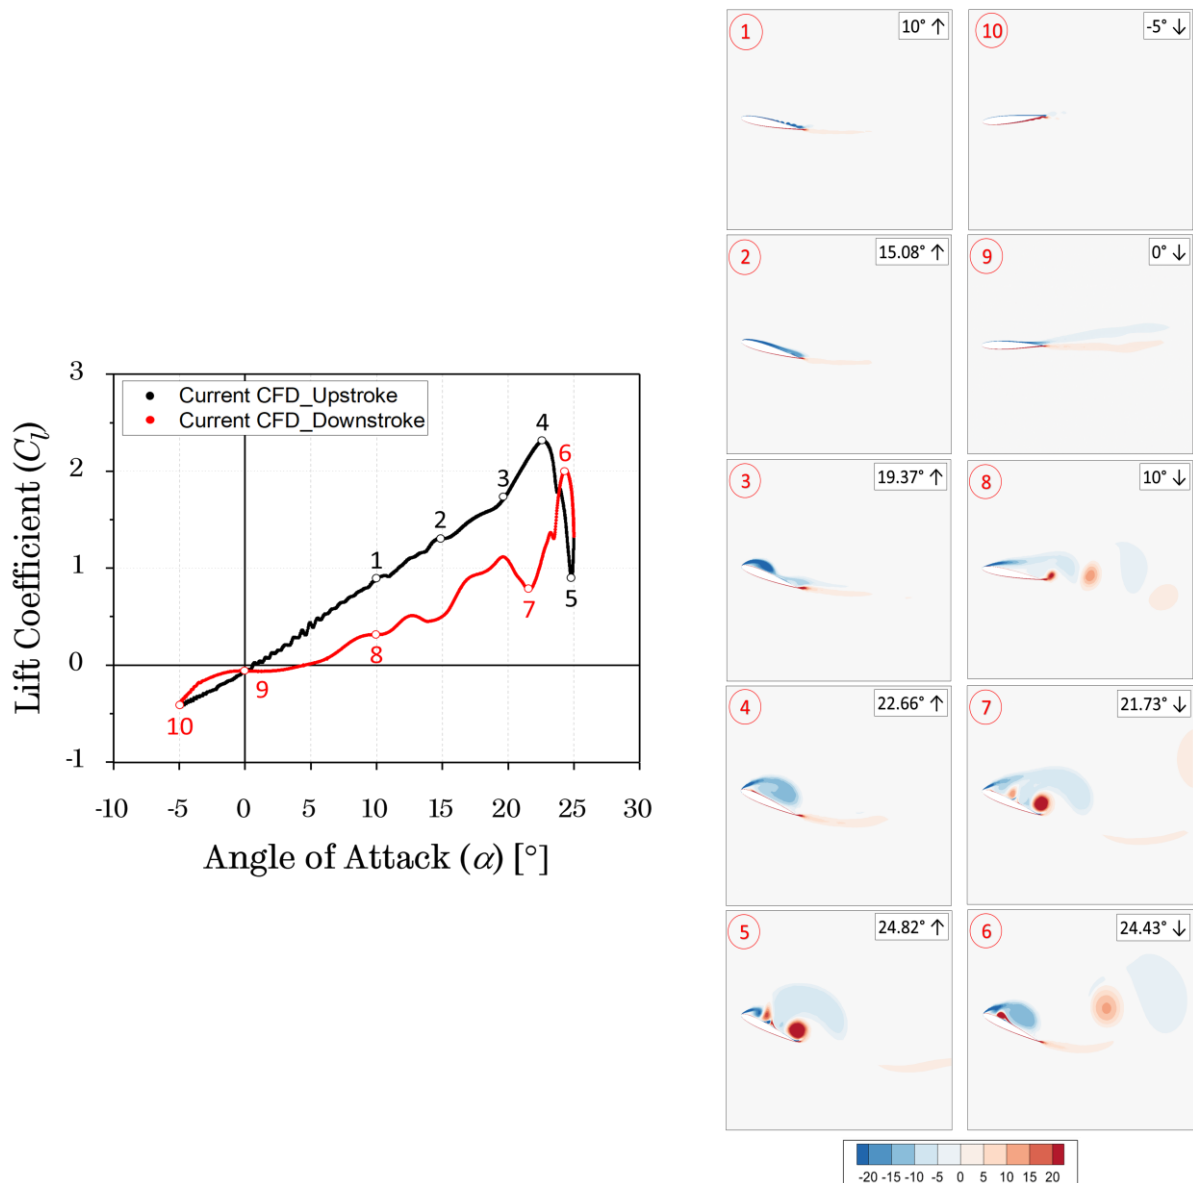 Current CFD_Upstroke
Current CFD_Downstroke
Lift Coefficient (Cl)
3
2
1
0
-1
-10 -5 0 5 10 15 20 25 30
Angle of Attack (α) [°]
1
2
3
4
5
6
7
8
9
10
1 10° ↑
10 -5° ↓
2 15.08° ↑
9 0° ↓
3 19.37° ↑
8 10° ↓
4 22.66° ↑
7 21.73° ↓
5 24.82° ↑
6 24.43° ↓
-20 -15 -10 -5 0 5 10 15 20